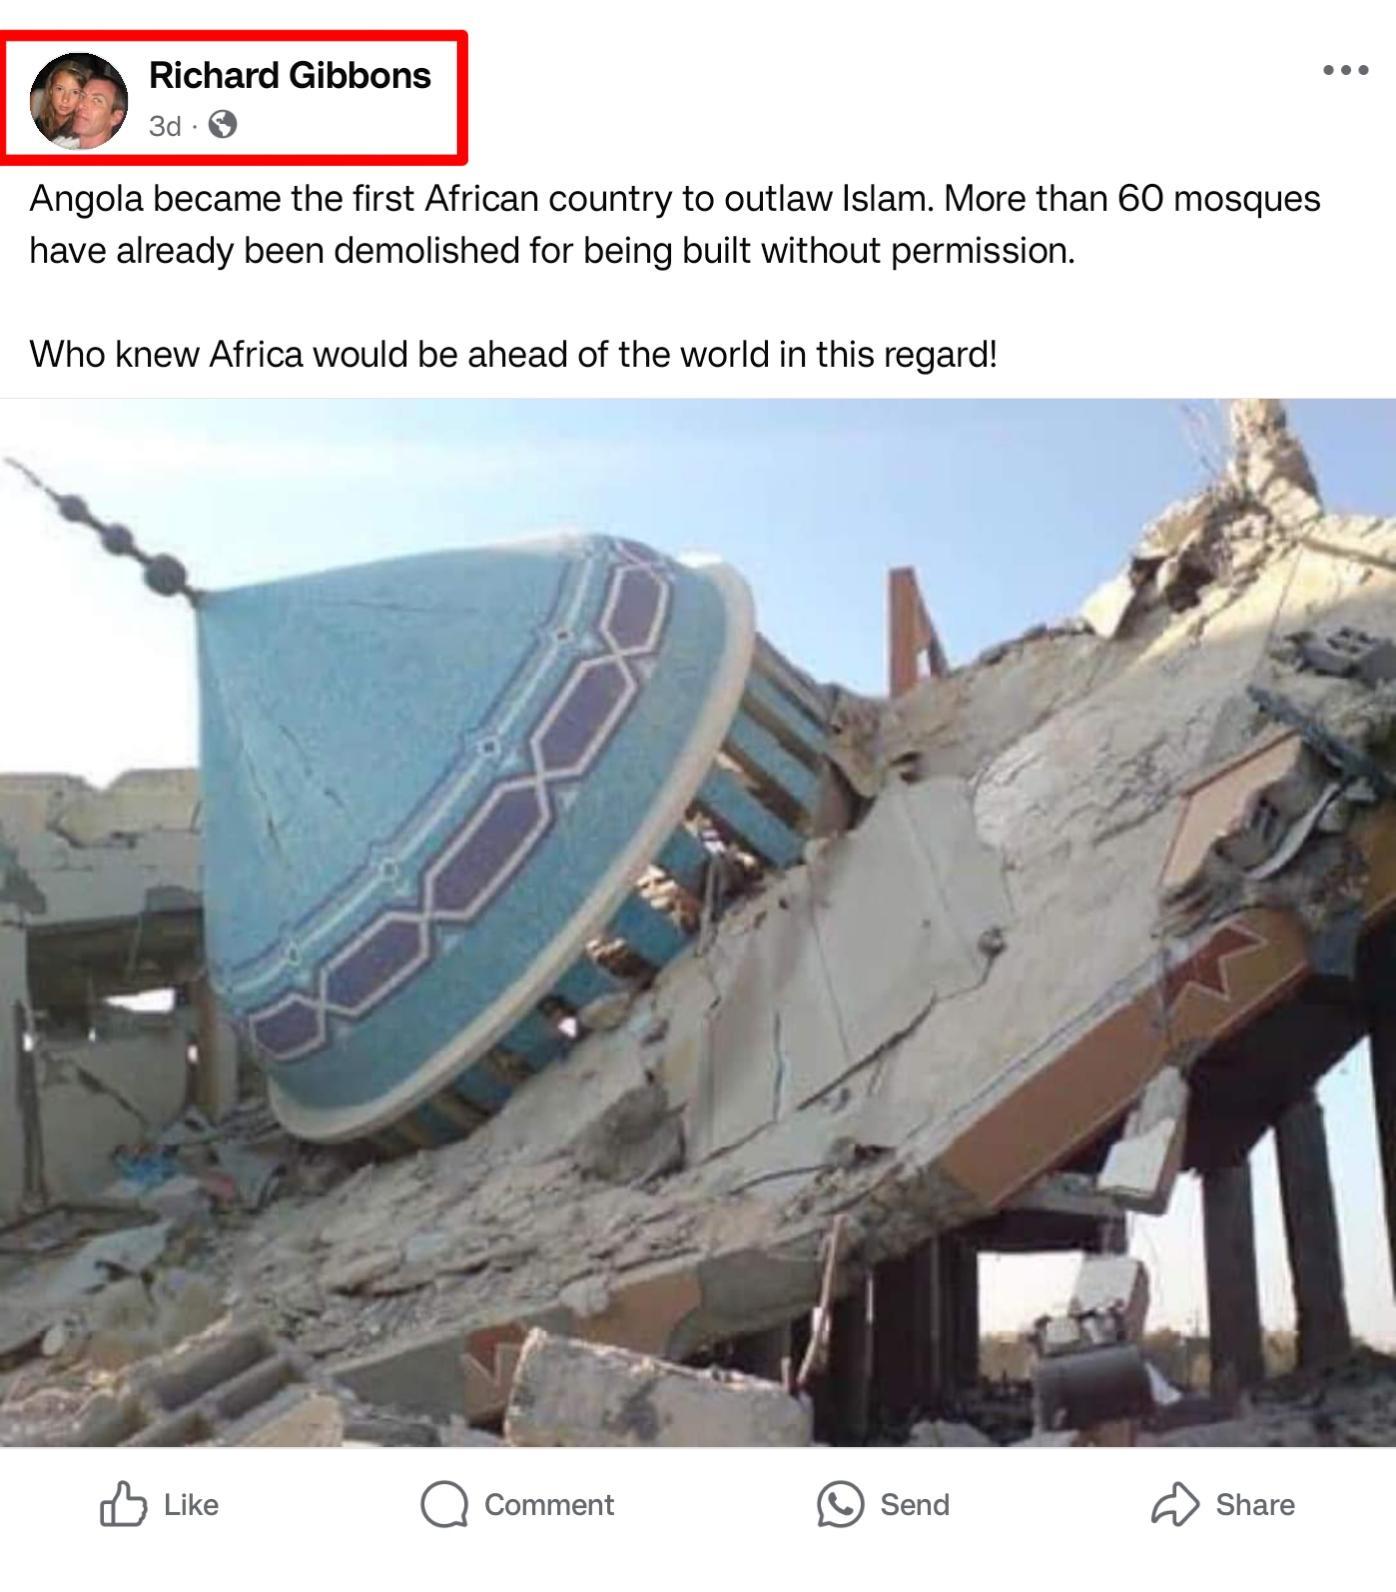 Richard Gibbons
3d ·
Angola became the first African country to outlaw Islam. More than 60 mosques
have already been demolished for being built without permission.
Who knew Africa would be ahead of the world in this regard!
Like Comment Send Share